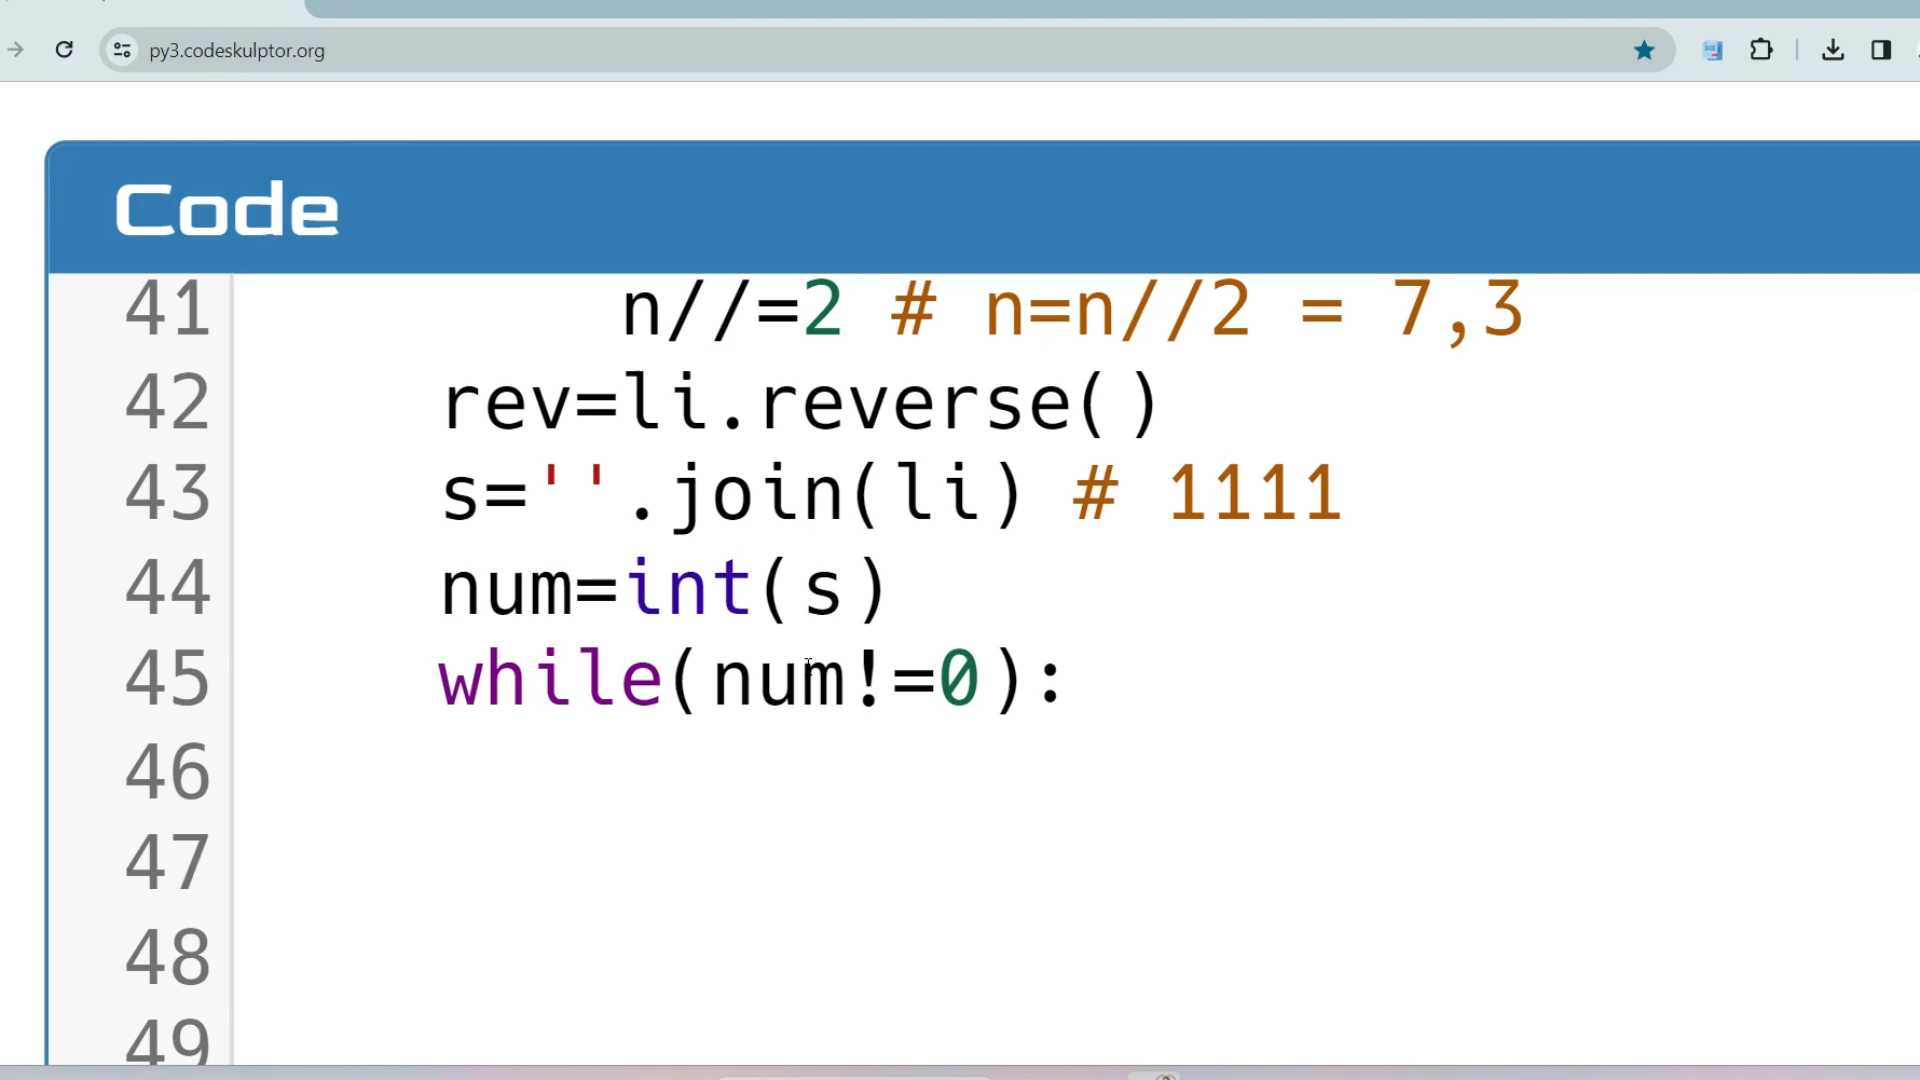 py3.codeskulptor.org
Code
41 n//=2 # n=n//2 = 7,3
42 rev=li.reverse()
43 s=''.join(li) # 1111
44 num=int(s)
45 while(num!=0):
46
47
48
49